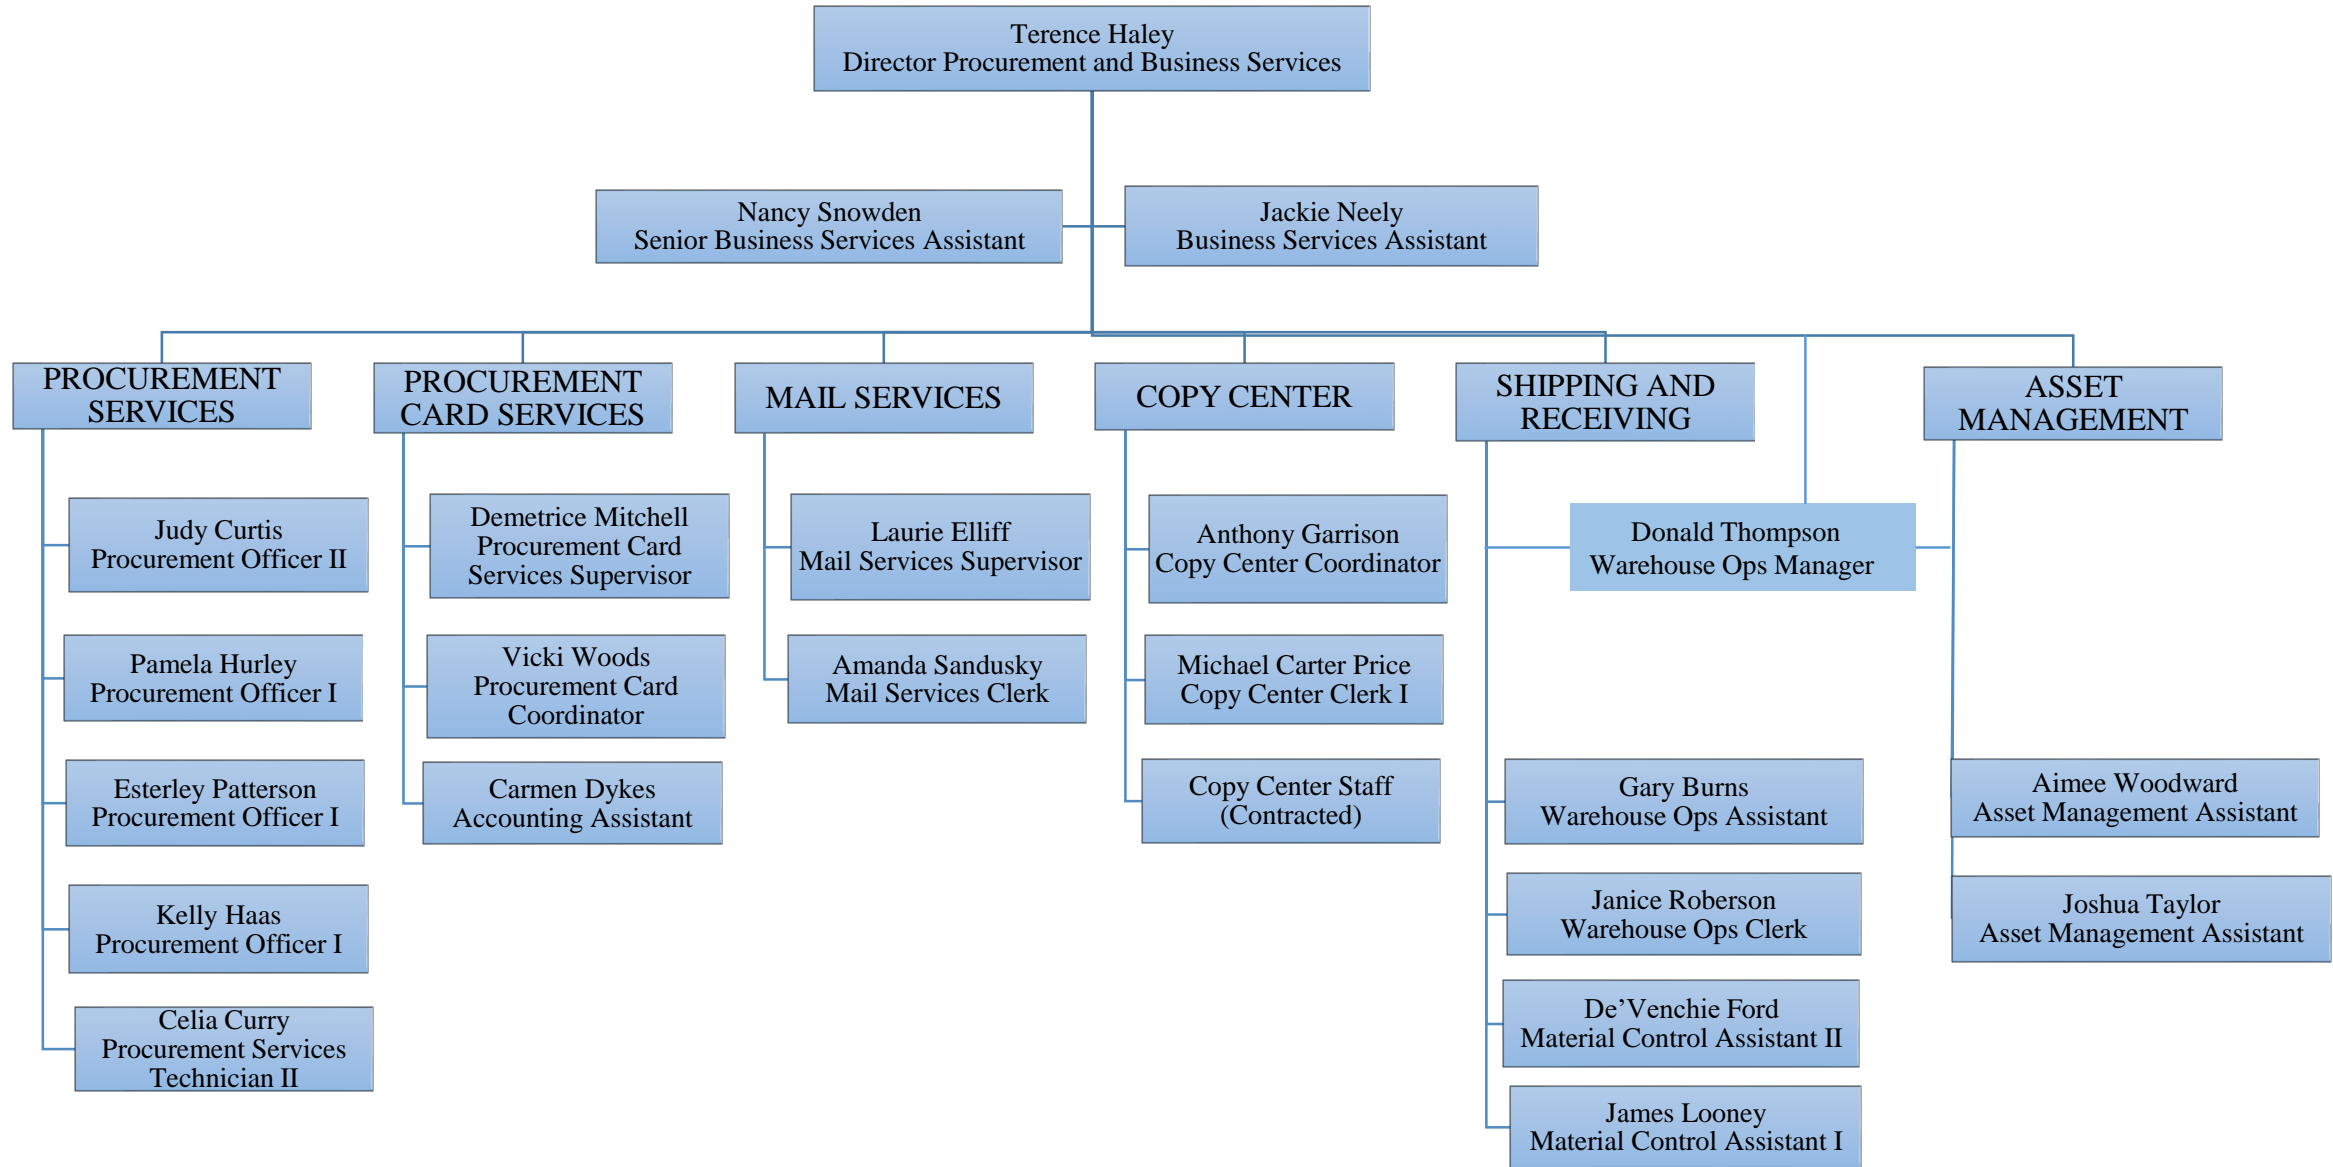 Terence Haley
Director Procurement and Business Services
Nancy Snowden
Senior Business Services Assistant
Jackie Neely
Business Services Assistant
PROCUREMENT
SERVICES
Judy Curtis
Procurement Officer II
Pamela Hurley
Procurement Officer I
Esterley Patterson
Procurement Officer I
Kelly Haas
Procurement Officer I
Celia Curry
Procurement Services
Technician II
PROCUREMENT
CARD SERVICES
Demetrice Mitchell
Procurement Card
Services Supervisor
Vicki Woods
Procurement Card
Coordinator
Carmen Dykes
Accounting Assistant
MAIL SERVICES
Laurie Elliff
Mail Services Supervisor
Amanda Sandusky
Mail Services Clerk
COPY CENTER
Anthony Garrison
Copy Center Coordinator
Michael Carter Price
Copy Center Clerk I
Copy Center Staff
(Contracted)
SHIPPING AND
RECEIVING
Donald Thompson
Warehouse Ops Manager
Gary Burns
Warehouse Ops Assistant
Janice Roberson
Warehouse Ops Clerk
De’Venchie Ford
Material Control Assistant II
James Looney
Material Control Assistant I
ASSET
MANAGEMENT
Aimee Woodward
Asset Management Assistant
Joshua Taylor
Asset Management Assistant